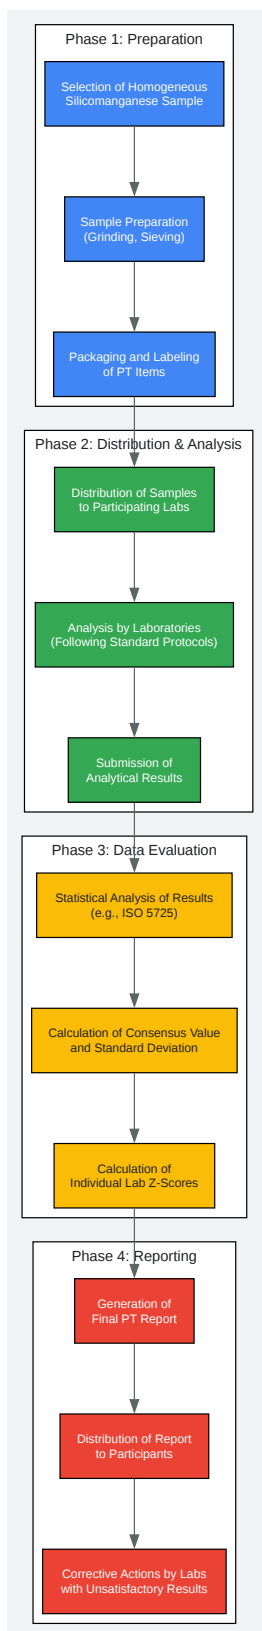 Phase 1: Preparation
Selection of Homogeneous
Silicomanganese Sample
Sample Preparation
(Grinding, Sieving)
Packaging and Labeling
of PT Items
Phase 2: Distribution & Analysis
Distribution of Samples
to Participating Labs
Analysis by Laboratories
(Following Standard Protocols)
Submission of
Analytical Results
Phase 3: Data Evaluation
Statistical Analysis of Results
(e.g., ISO 5725)
Calculation of Consensus Value
and Standard Deviation
Calculation of
Individual Lab Z-Scores
Phase 4: Reporting
Generation of
Final PT Report
Distribution of Report
to Participants
Corrective Actions by Labs
with Unsatisfactory Results